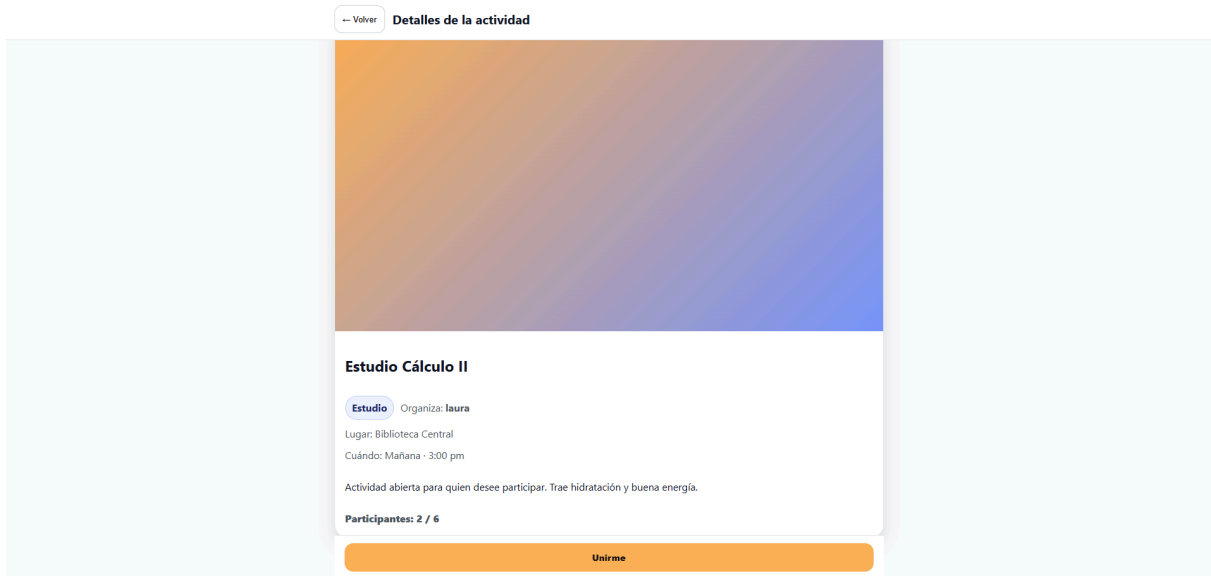 ← Volver Detalles de la actividad
Estudio Cálculo II
Estudio Organiza: laura
Lugar: Biblioteca Central
Cuándo: Mañana · 3:00 pm
Actividad abierta para quien desee participar. Trae hidratación y buena energía.
Participantes: 2 / 6
Unirme